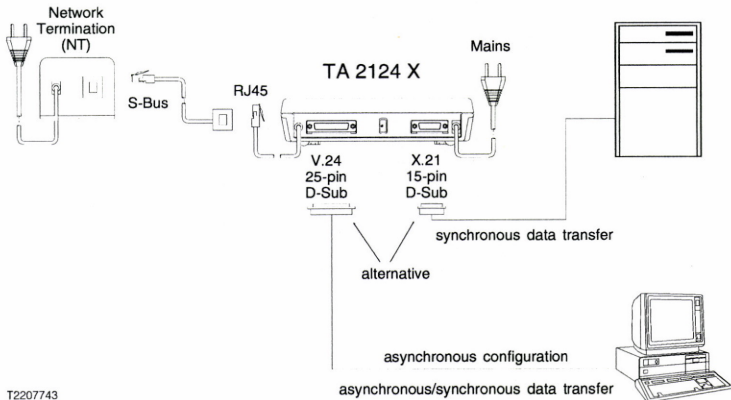 Network
Termination
(NT)
S-Bus
RJ45
TA 2124 X
Mains
V.24
25-pin
D-Sub
X.21
15-pin
D-Sub
synchronous data transfer
alternative
asynchronous configuration
asynchronous/synchronous data transfer
T2207743